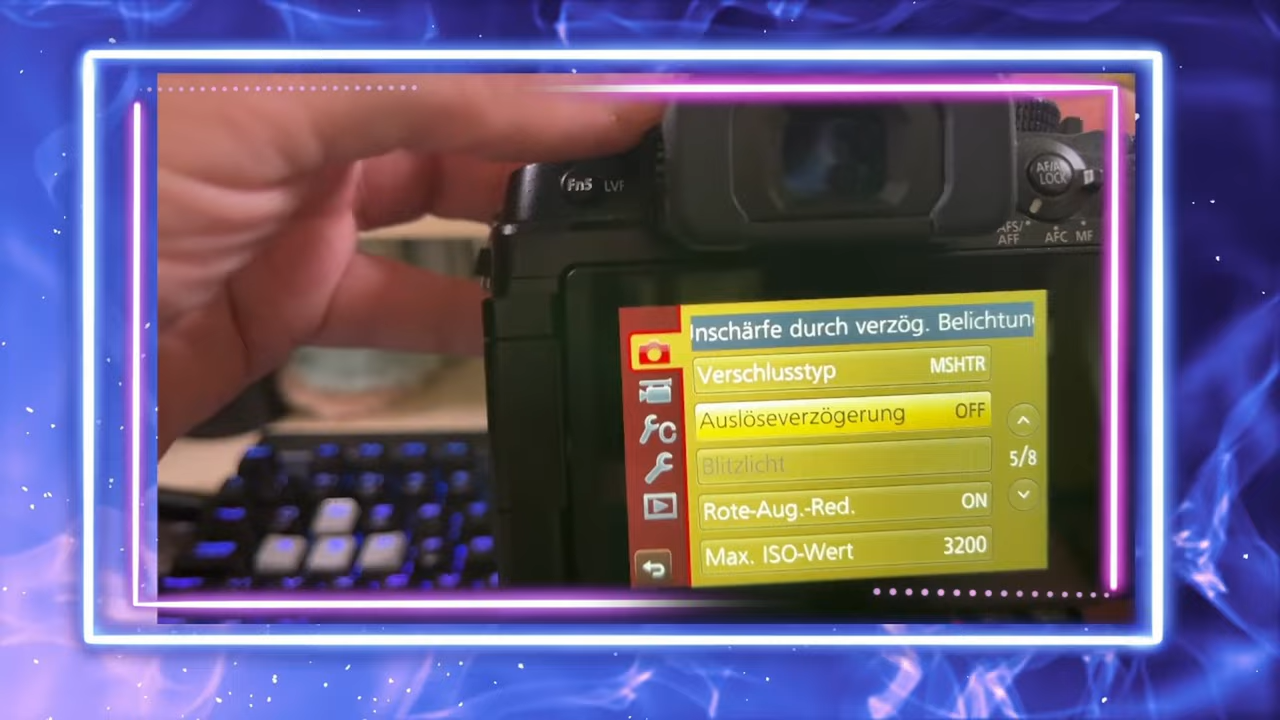 Fn5 LVF
AF/AE
LOCK
AFS/
AFF AFC MF
nschärfe durch verzög. Belichtun
Verschlusstyp MSHTR
Auslöseverzögerung OFF
Blitzlicht
5/8
Rote-Aug.-Red. ON
Max. ISO-Wert 3200